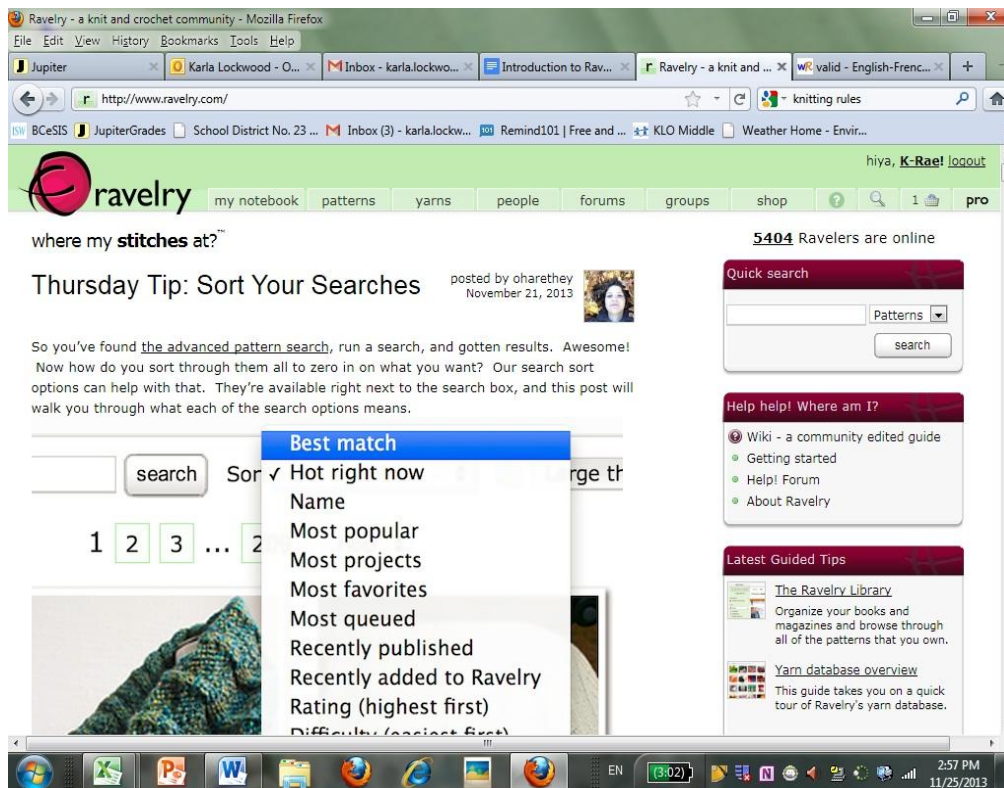 Ravelry - a knit and crochet community - Mozilla Firefox
File Edit View History Bookmarks Tools Help
Jupiter Karla Lockwood - O... Inbox - karla.lockwo... Introduction to Rav... Ravelry - a knit and ... valid - English-Frenc...
http://www.ravelry.com/ knitting rules
BCeSIS JupiterGrades School District No. 23 ... Inbox (3) - karla.lockw... Remind101 | Free and ... KLO Middle Weather Home - Envir...
hiya, K-Rae! logout
ravelry my notebook patterns yarns people forums groups shop 1 pro
where my stitches at?™
5404 Ravelers are online
Thursday Tip: Sort Your Searches
posted by oharethey
November 21, 2013
So you've found the advanced pattern search, run a search, and gotten results. Awesome!
Now how do you sort through them all to zero in on what you want? Our search sort
options can help with that. They're available right next to the search box, and this post will
walk you through what each of the search options means.
search Sor
rge th
1 2 3 ... 2
Best match
✓ Hot right now
Name
Most popular
Most projects
Most favorites
Most queued
Recently published
Recently added to Ravelry
Rating (highest first)
Difficulty (easiest first)
Quick search
Patterns
search
Help help! Where am I?
Wiki - a community edited guide
Getting started
Help! Forum
About Ravelry
Latest Guided Tips
The Ravelry Library
Organize your books and
magazines and browse through
all of the patterns that you own.
Yarn database overview
This guide takes you on a quick
tour of Ravelry's yarn database.
EN (3:02) 2:57 PM
11/25/2013